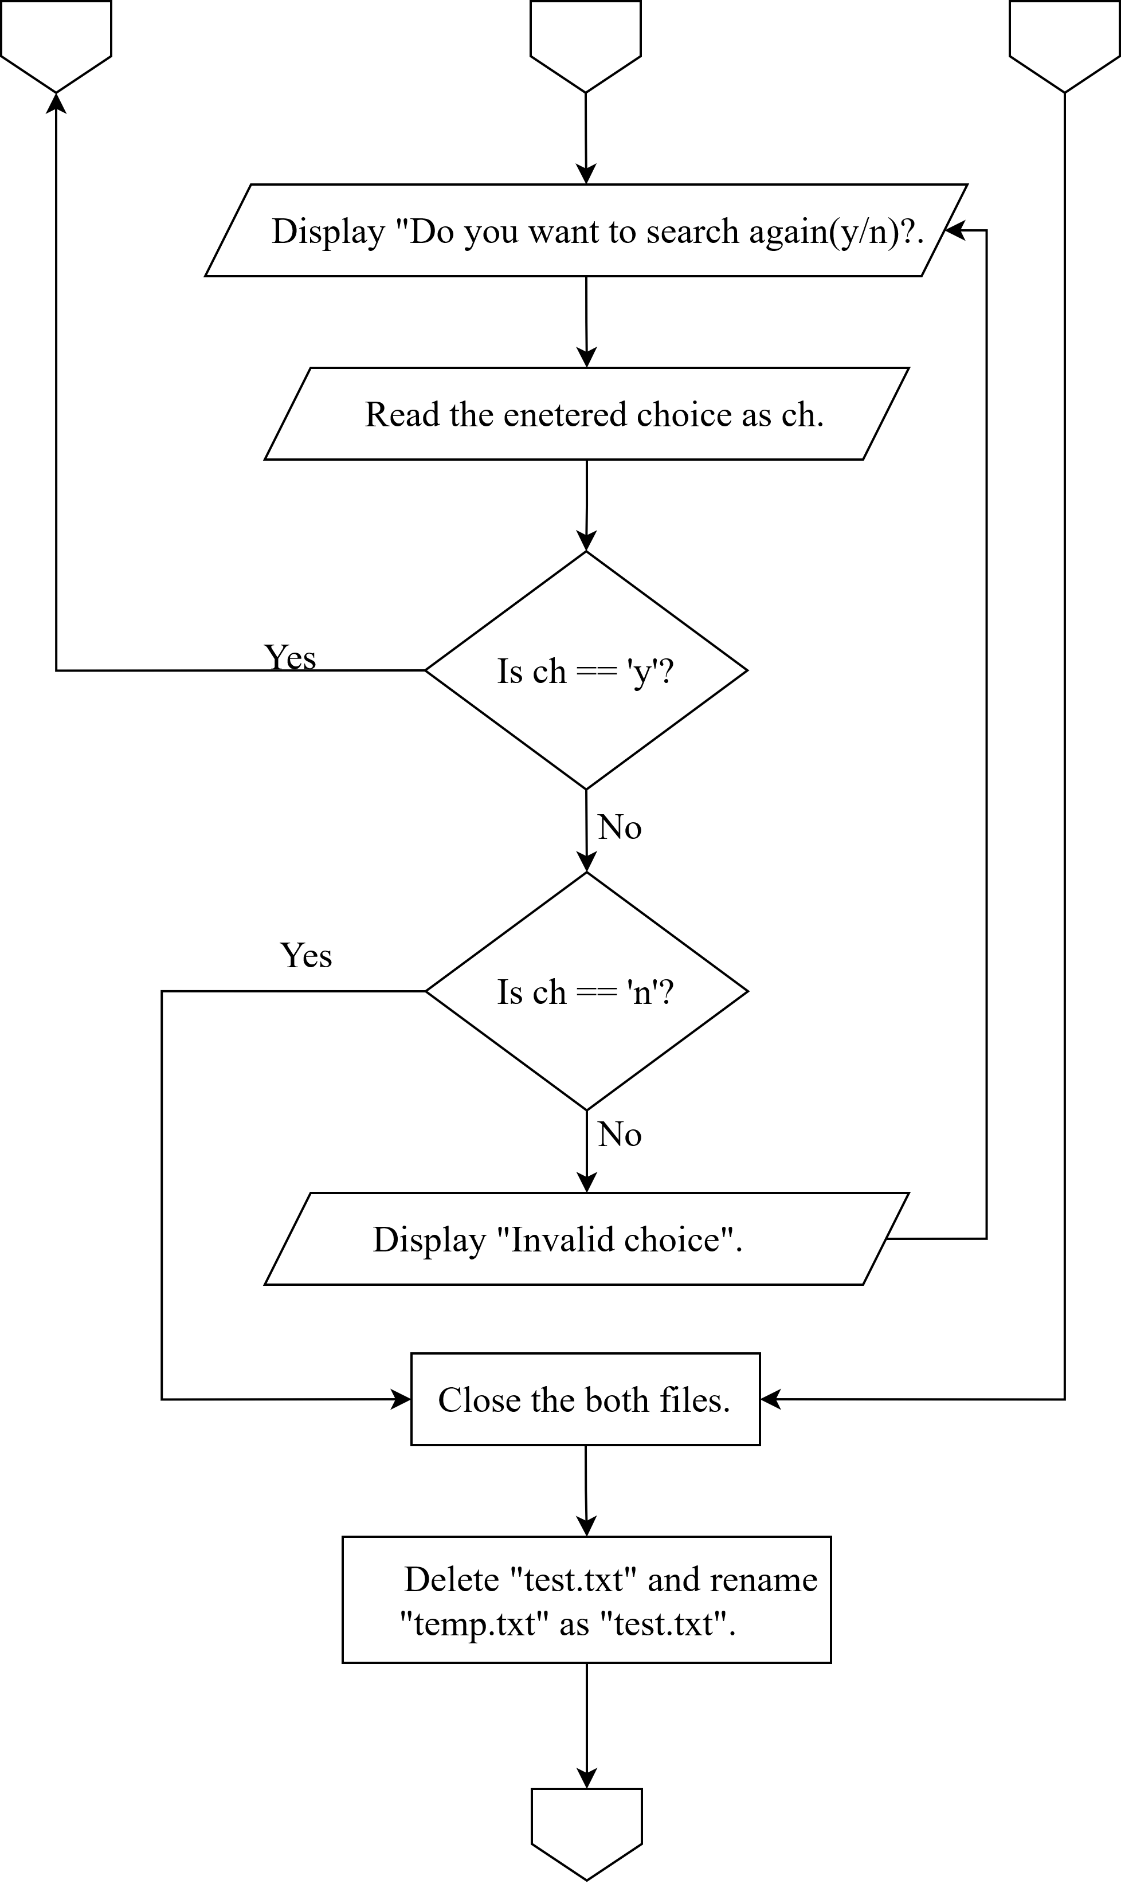 Display "Do you want to search again(y/n)?.
Read the enetered choice as ch.
Yes
Is ch == 'y'?
No
Yes
Is ch == 'n'?
No
Display "Invalid choice".
Close the both files.
Delete "test.txt" and rename
"temp.txt" as "test.txt".